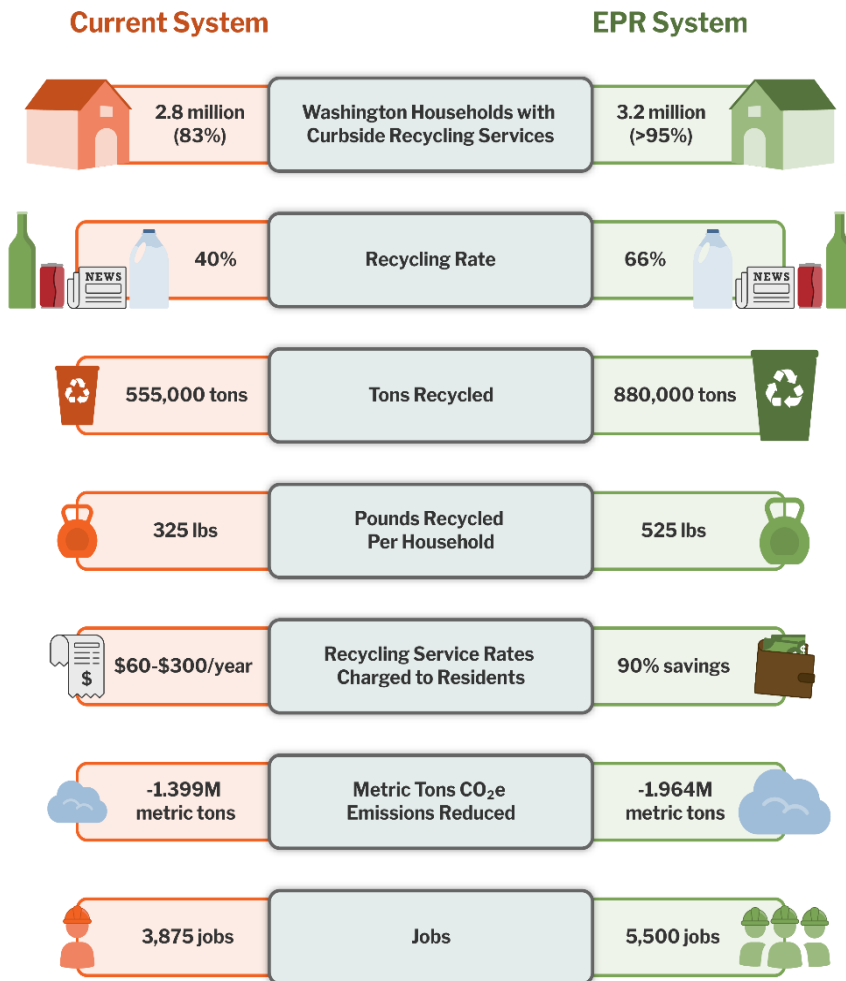 Current System
EPR System
2.8 million
(83%)
Washington Households with
Curbside Recycling Services
3.2 million
(>95%)
NEWS
40%
Recycling Rate
66%
NEWS
555,000 tons
Tons Recycled
880,000 tons
325 lbs
Pounds Recycled
Per Household
525 lbs
$
$60-$300/year
Recycling Service Rates
Charged to Residents
90% savings
$
-1.399M
metric tons
Metric Tons CO₂e
Emissions Reduced
-1.964M
metric tons
3,875 jobs
Jobs
5,500 jobs